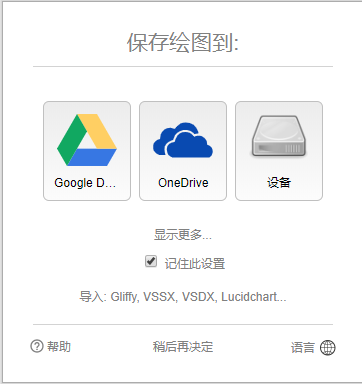 保存绘图到:
Google D... OneDrive 设备
显示更多...
记住此设置
导入: Gliffy, VSSX, VSDX, Lucidchart...
帮助 稍后再决定 语言